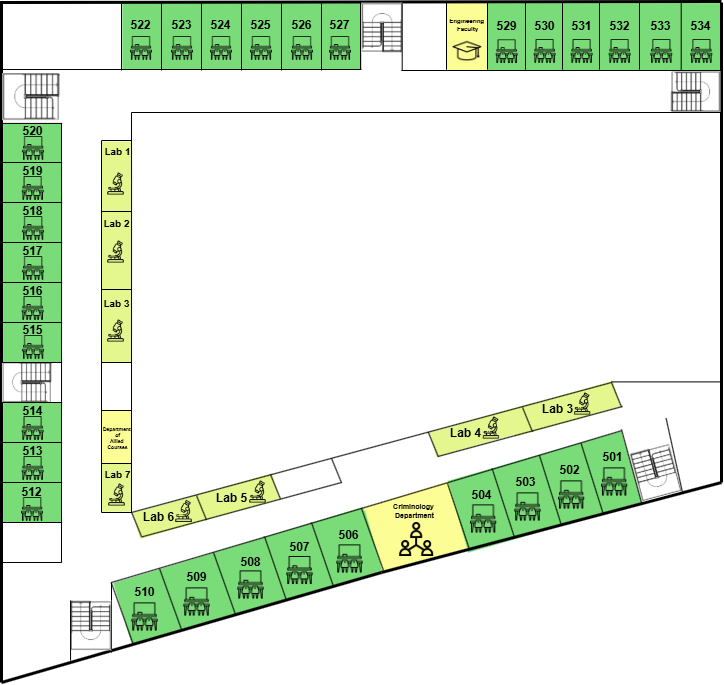 522 523 524 525 526 527
Engineering
Faculty
529 530 531 532 533 534
520
519
518
517
516
515
514
513
512
Lab 1
Lab 2
Lab 3
Department
of
Allied
Courses
Lab 7
Lab 6
Lab 5
Lab 4
Lab 3
501
502
503
504
Criminology
Department
506
507
508
509
510